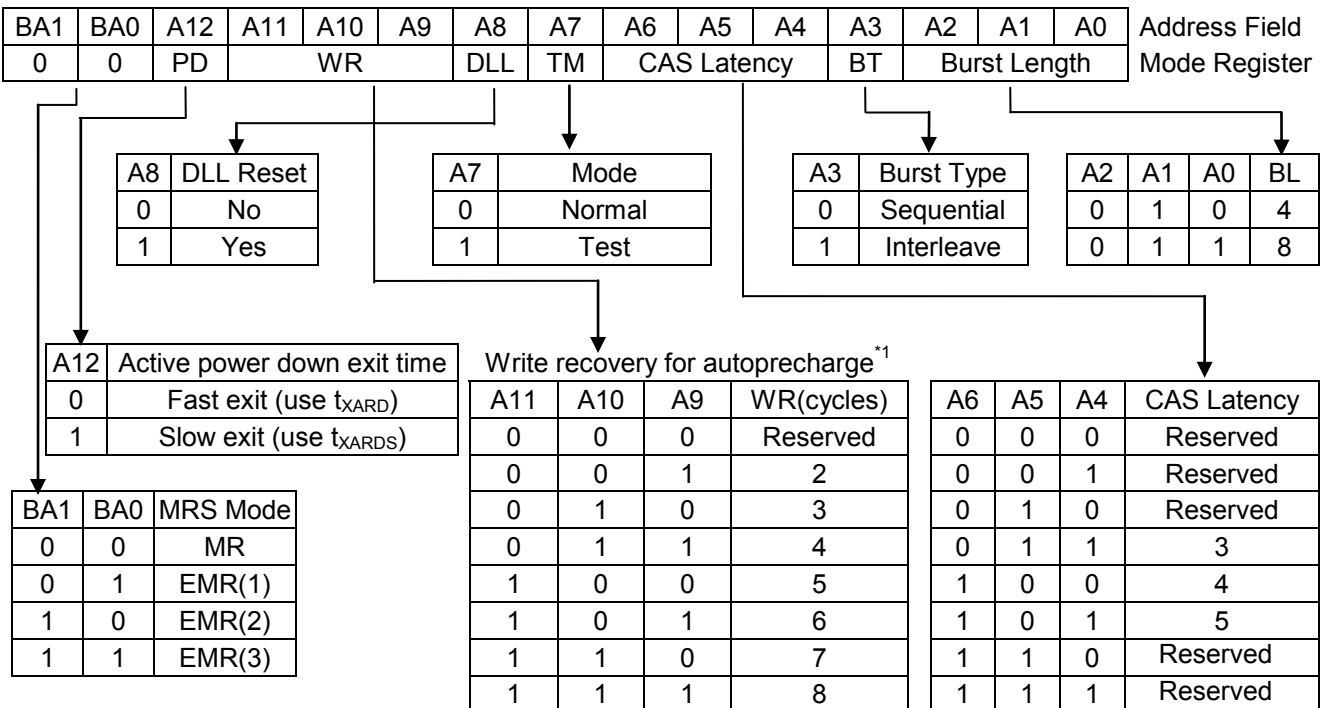 BA1 BA0 A12 A11 A10 A9 A8 A7 A6 A5 A4 A3 A2 A1 A0 Address Field
0 0 PD WR DLL TM CAS Latency BT Burst Length Mode Register
A8 DLL Reset
0 No
1 Yes
A7 Mode
0 Normal
1 Test
A3 Burst Type
0 Sequential
1 Interleave
A2 A1 A0 BL
0 1 0 4
0 1 1 8
A12 Active power down exit time
0 Fast exit (use tXARD)
1 Slow exit (use tXARDS)
BA1 BA0 MRS Mode
0 0 MR
0 1 EMR(1)
1 0 EMR(2)
1 1 EMR(3)
Write recovery for autoprecharge*1
A11 A10 A9 WR(cycles)
0 0 0 Reserved
0 0 1 2
0 1 0 3
0 1 1 4
1 0 0 5
1 0 1 6
1 1 0 7
1 1 1 8
A6 A5 A4 CAS Latency
0 0 0 Reserved
0 0 1 Reserved
0 1 0 Reserved
0 1 1 3
1 0 0 4
1 0 1 5
1 1 0 Reserved
1 1 1 Reserved